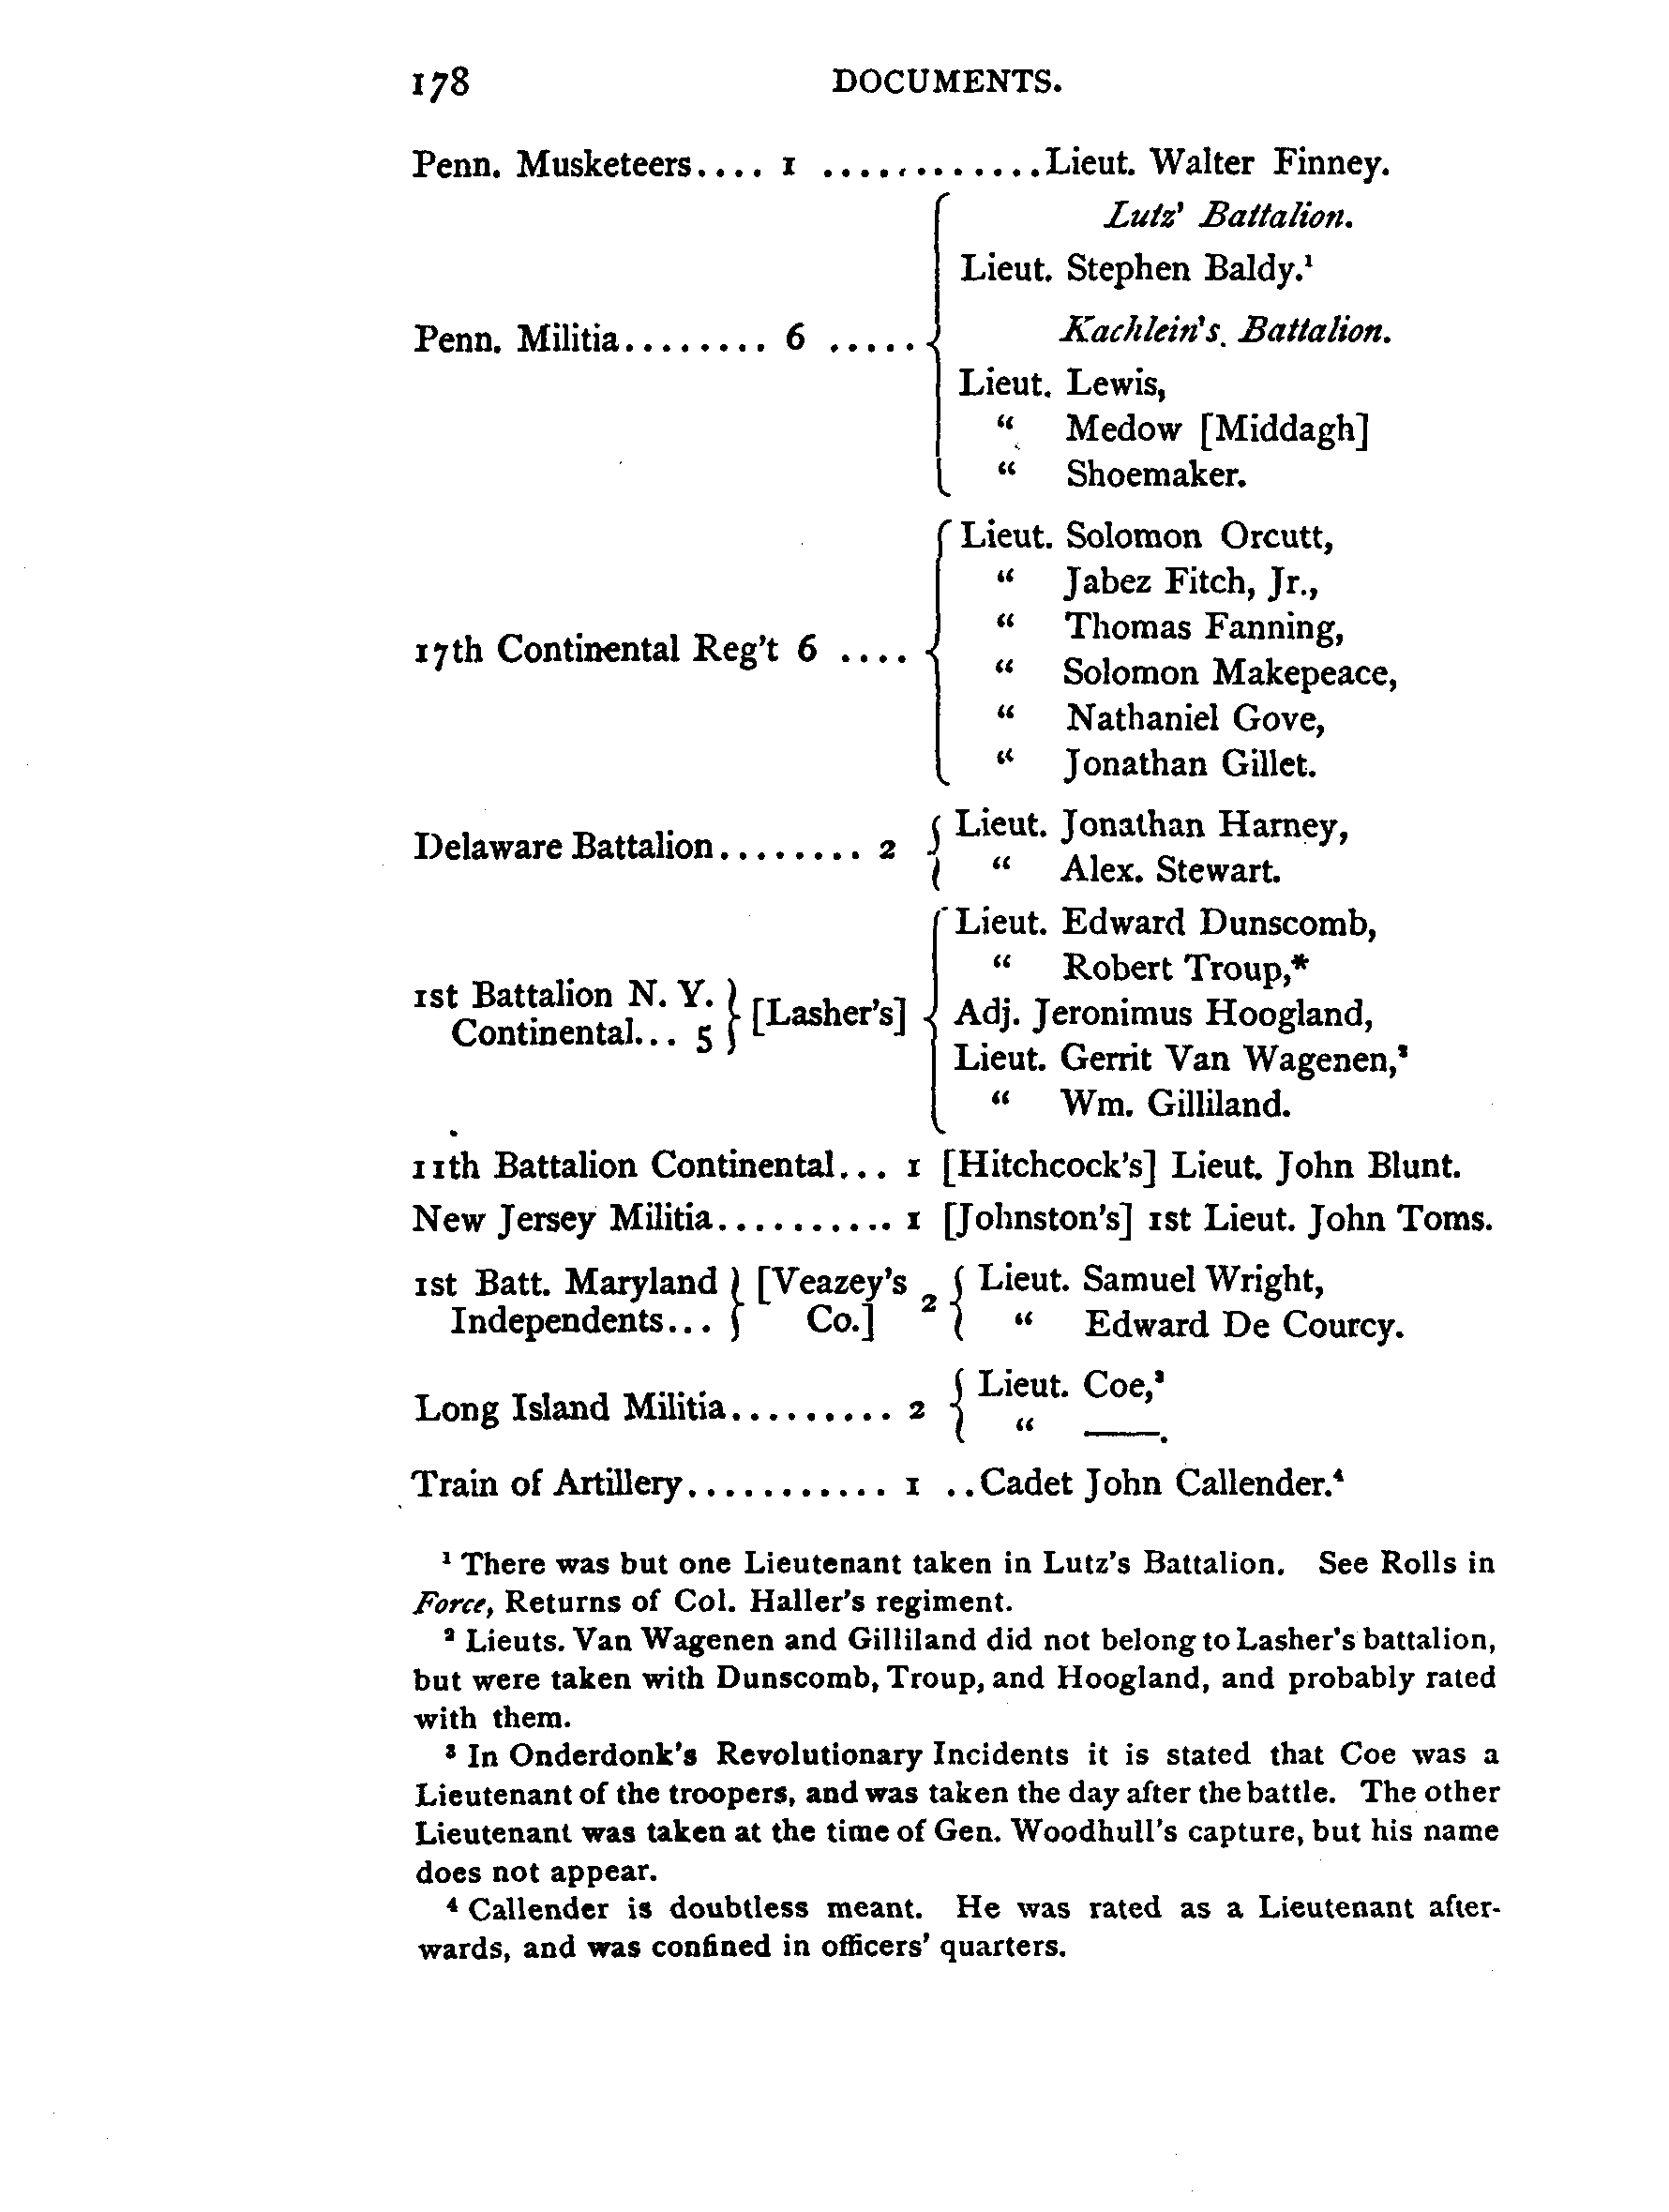 178 DOCUMENTS.
Penn. Musketeers.... 1 ............Lieut. Walter Finney.
Lutz' Battalion.
Lieut. Stephen Baldy.¹
Penn. Militia........ 6 .....
Kachlein's. Battalion.
Lieut. Lewis,
“ Medow [Middagh]
“ Shoemaker.
Lieut. Solomon Orcutt,
“ Jabez Fitch, Jr.,
“ Thomas Fanning,
17th Continental Reg't 6 ....
“ Solomon Makepeace,
“ Nathaniel Gove,
“ Jonathan Gillet.
Delaware Battalion........ 2
Lieut. Jonathan Harney,
“ Alex. Stewart.
Lieut. Edward Dunscomb,
“ Robert Troup,*
1st Battalion N. Y.
Continental... 5 } [Lasher's]
Adj. Jeronimus Hoogland,
Lieut. Gerrit Van Wagenen,²
“ Wm. Gilliland.
11th Battalion Continental... 1 [Hitchcock's] Lieut. John Blunt.
New Jersey Militia.......... 1 [Johnston's] 1st Lieut. John Toms.
1st Batt. Maryland } [Veazey's 2 { Lieut. Samuel Wright,
Independents... Co.] “ Edward De Courcy.
Long Island Militia......... 2 { Lieut. Coe,³
“ ——.
Train of Artillery........... 1 ..Cadet John Callender.⁴
¹ There was but one Lieutenant taken in Lutz's Battalion. See Rolls in
Force, Returns of Col. Haller's regiment.
² Lieuts. Van Wagenen and Gilliland did not belong to Lasher's battalion,
but were taken with Dunscomb, Troup, and Hoogland, and probably rated
with them.
³ In Onderdonk's Revolutionary Incidents it is stated that Coe was a
Lieutenant of the troopers, and was taken the day after the battle. The other
Lieutenant was taken at the time of Gen. Woodhull's capture, but his name
does not appear.
⁴ Callender is doubtless meant. He was rated as a Lieutenant after-
wards, and was confined in officers' quarters.